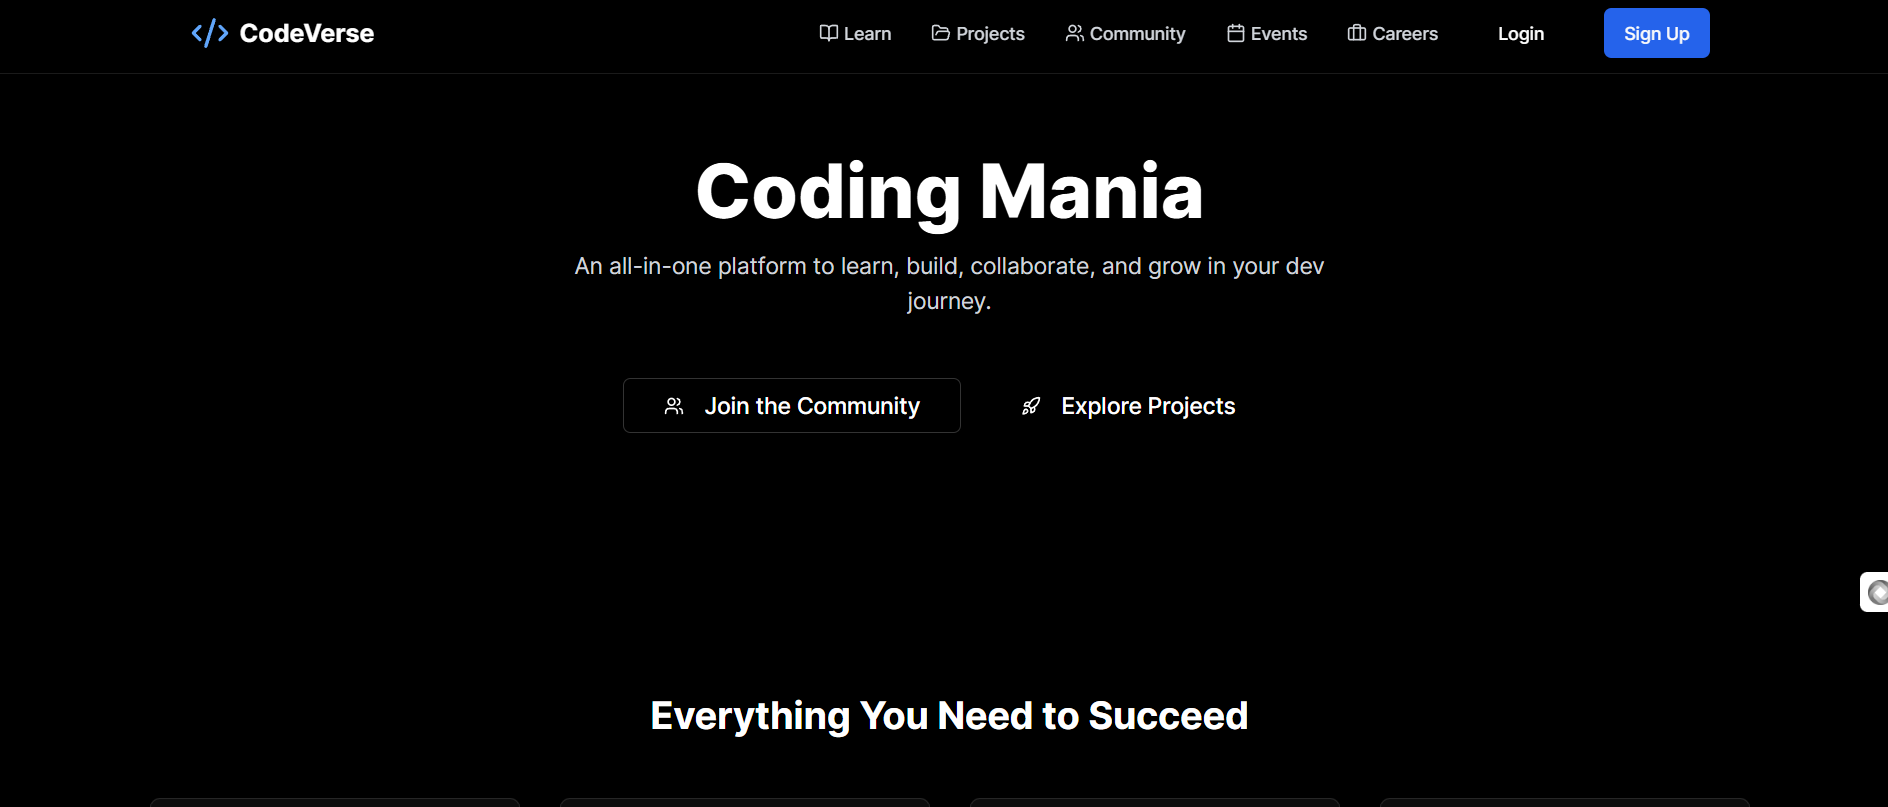 CodeVerse
Learn Projects Community Events Careers Login Sign Up
Coding Mania
An all-in-one platform to learn, build, collaborate, and grow in your dev
journey.
Join the Community Explore Projects
Everything You Need to Succeed